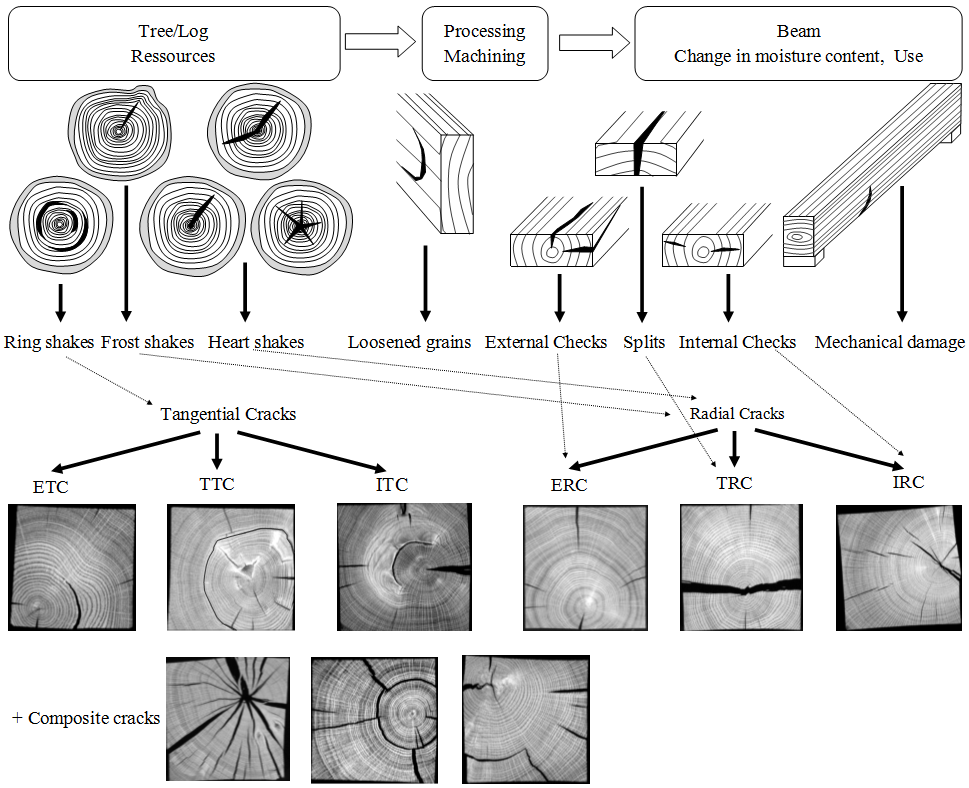 Tree/Log
Ressources
Processing
Machining
Beam
Change in moisture content, Use
Ring shakes
Frost shakes
Heart shakes
Loosened grains
External Checks
Splits
Internal Checks
Mechanical damage
Tangential Cracks
Radial Cracks
ETC
TTC
ITC
ERC
TRC
IRC
+ Composite cracks